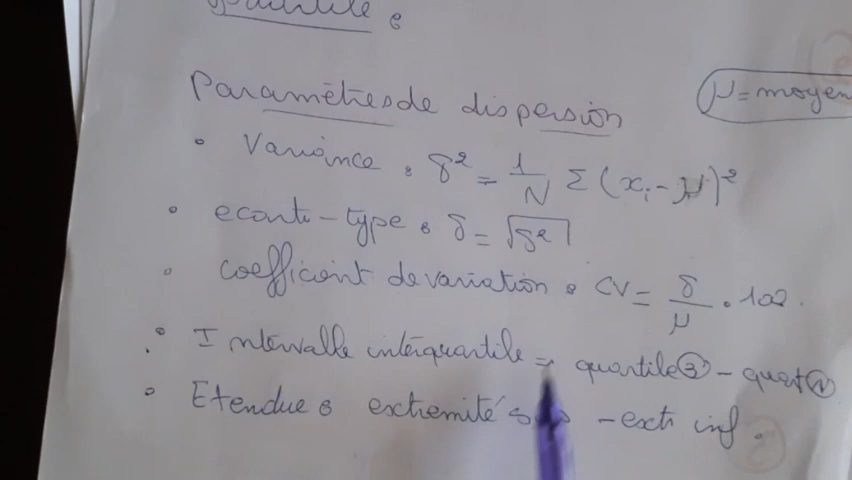 Paramètres de dispersion
μ = moyen
• Variance : δ² = 1/N Σ (xi - μ)²
• ecart-type : δ = √δ²
• coefficient de variation : CV = δ/μ . 100.
• Intervalle interquartile = quartile ③ - quart ①
• Etendue : extremité sup - extr inf.